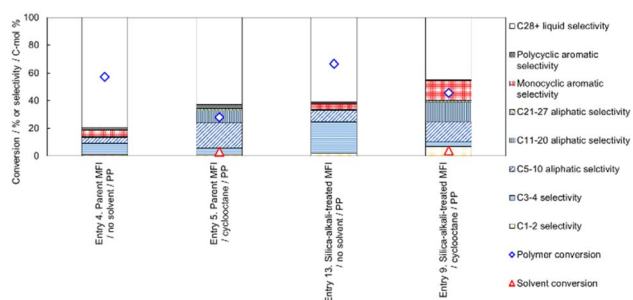 Conversion / % or selectivity / C-mol %
100
80
60
40
20
0
Entry 4. Parent MFI
/ no solvent / PP
Entry 5. Parent MFI
/ cyclooctane / PP
Entry 13. Silica-alkali-treated MFI
/ no solvent / PP
Entry 9. Silica-alkali-treated MFI
/ cyclooctane / PP
C28+ liquid selectivity
Polycyclic aromatic
selectivity
Monocyclic aromatic
selectivity
C21-27 aliphatic selectivity
C11-20 aliphatic selectivity
C5-10 aliphatic selctivity
C3-4 selectivity
C1-2 selectivity
Polymer conversion
Solvent conversion